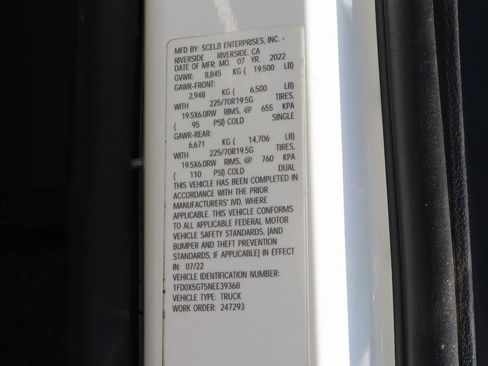 MFD BY: SCELZI ENTERPRISES, INC. -
RIVERSIDE RIVERSIDE, CA
DATE OF MFR: MO. 07 YR. 2022
GVWR: 8,845 KG ( 19,500 LB)
GAWR-FRONT:
2,948 KG ( 6,500 LB)
WITH 225/70R19.5G TIRES,
19.5X6.0RW RIMS, @ 655 KPA
( 95 PSI) COLD SINGLE
GAWR-REAR:
6,671 KG ( 14,706 LB)
WITH 225/70R19.5G TIRES,
19.5X6.0RW RIMS, @ 760 KPA
( 110 PSI) COLD DUAL
THIS VEHICLE HAS BEEN COMPLETED IN
ACCORDANCE WITH THE PRIOR
MANUFACTURERS' IVD, WHERE
APPLICABLE. THIS VEHICLE CONFORMS
TO ALL APPLICABLE FEDERAL MOTOR
VEHICLE SAFETY STANDARDS, [AND
BUMPER AND THEFT PREVENTION
STANDARDS, IF APPLICABLE] IN EFFECT
IN: 07/22
VEHICLE IDENTIFICATION NUMBER:
1FD0X5GT5NEE39368
VEHICLE TYPE: TRUCK
WORK ORDER: 247293